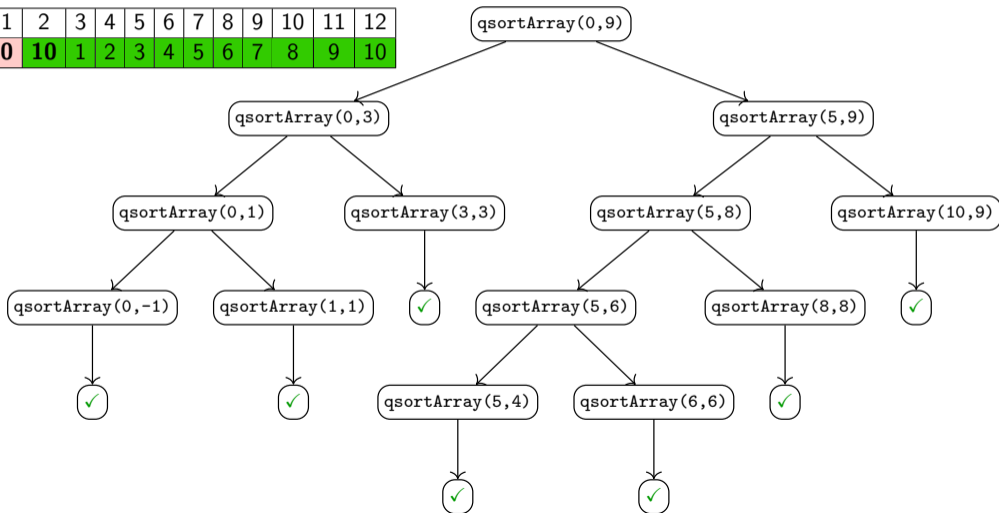 1 2 3 4 5 6 7 8 9 10 11 12
0 10 1 2 3 4 5 6 7 8 9 10
qsortArray(0,9)
qsortArray(0,3) qsortArray(5,9)
qsortArray(0,1) qsortArray(3,3) qsortArray(5,8) qsortArray(10,9)
qsortArray(0,-1) qsortArray(1,1) ✓ qsortArray(5,6) qsortArray(8,8) ✓
✓ ✓ qsortArray(5,4) qsortArray(6,6) ✓
✓ ✓